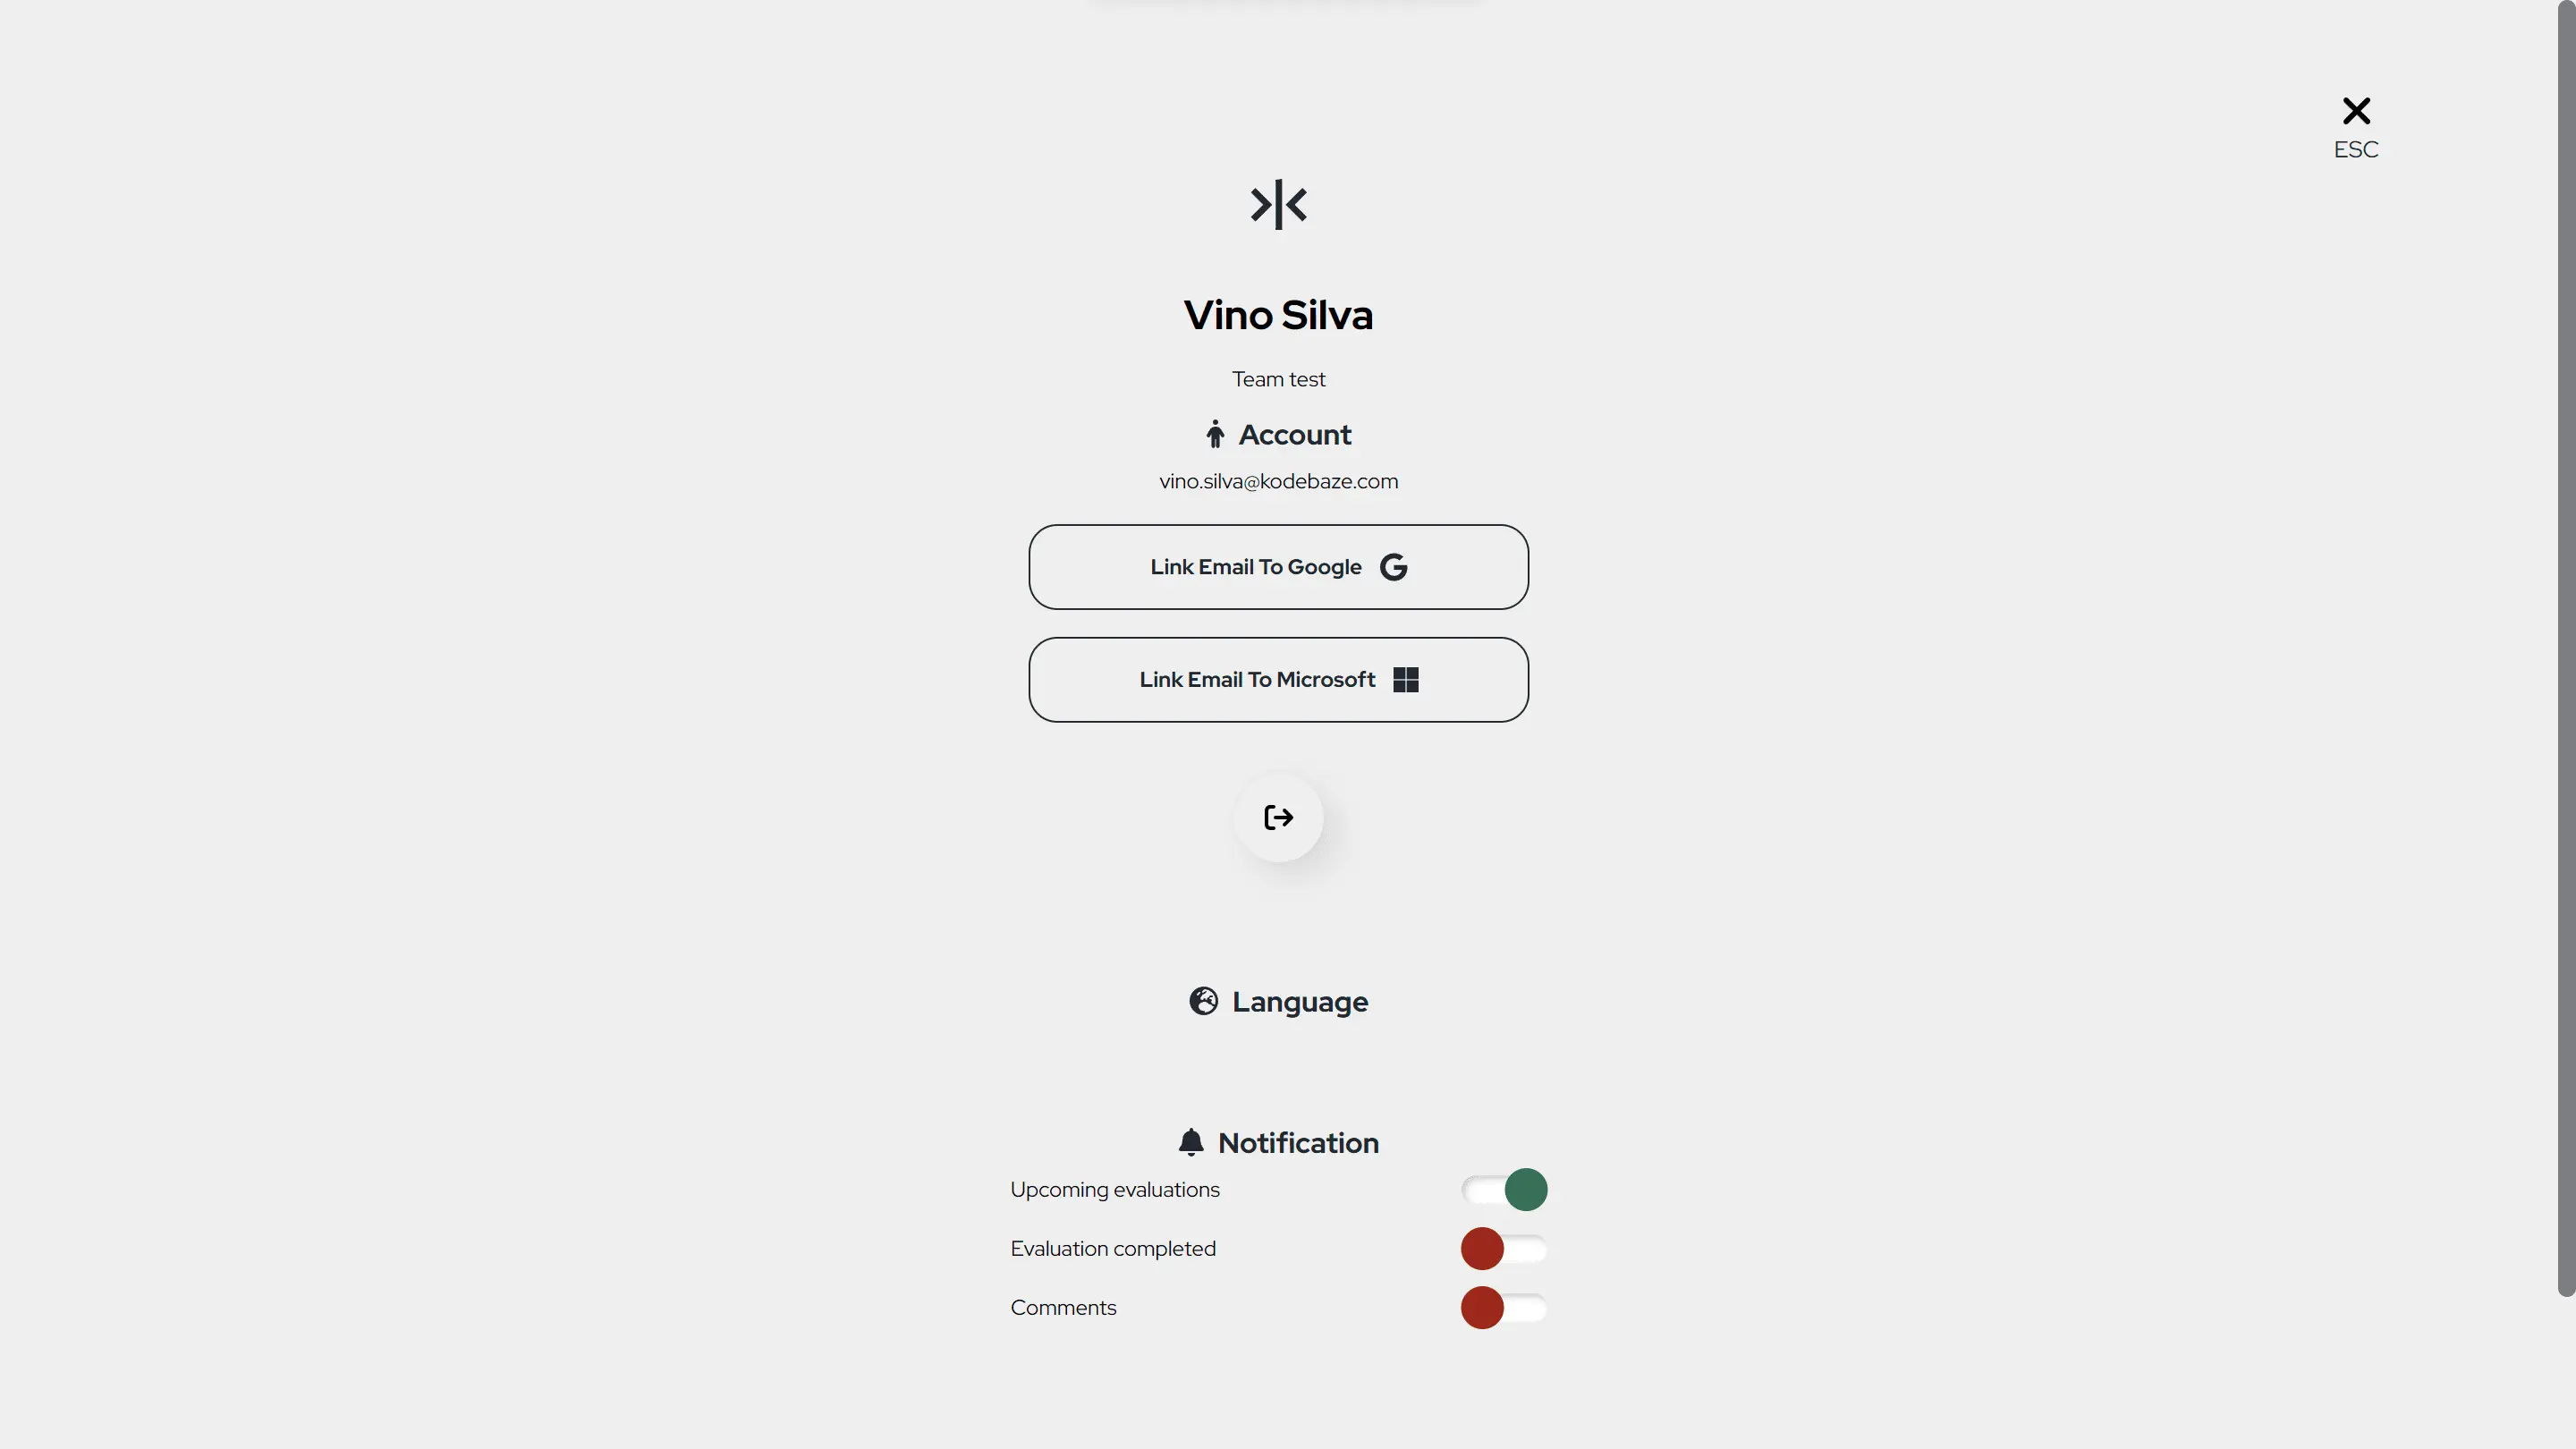 ESC
Vino Silva
Team test
Account
vino.silva@kodebaze.com
Link Email To Google
Link Email To Microsoft
Language
Notification
Upcoming evaluations
Evaluation completed
Comments